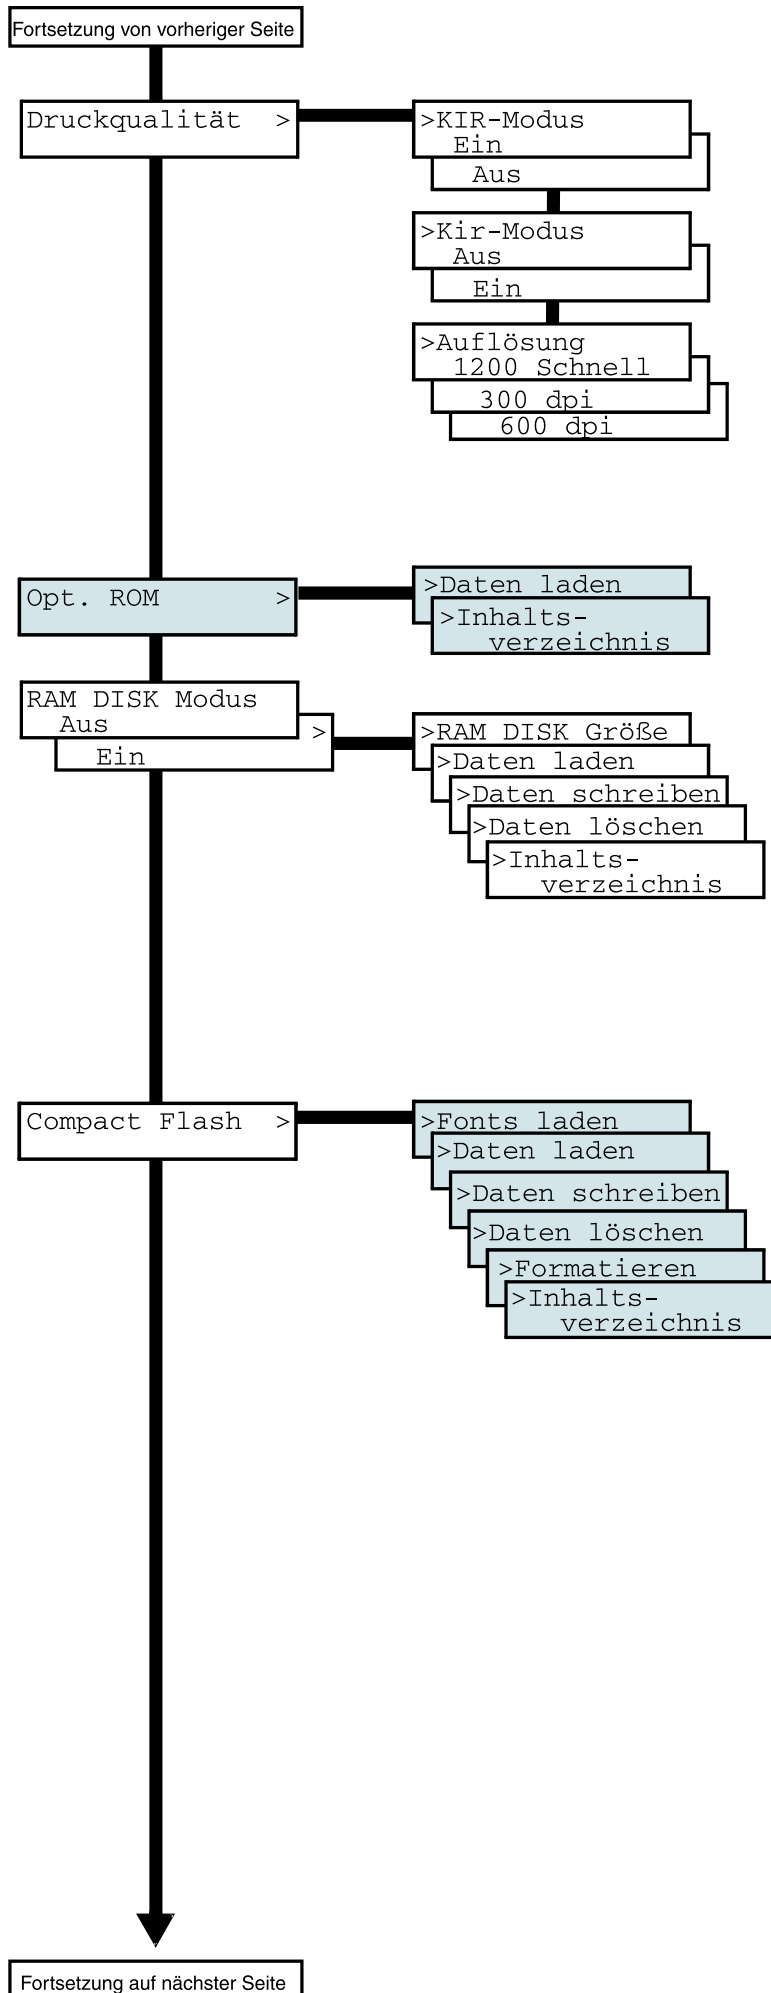 Fortsetzung von vorheriger Seite
Druckqualität >
>KIR-Modus
Ein
Aus
>Kir-Modus
Aus
Ein
>Auflösung
1200 Schnell
300 dpi
600 dpi
Opt. ROM >
>Daten laden
>Inhalts-
verzeichnis
RAM DISK Modus
Aus
>
Ein
>RAM DISK Größe
>Daten laden
>Daten schreiben
>Daten löschen
>Inhalts-
verzeichnis
Compact Flash >
>Fonts laden
>Daten laden
>Daten schreiben
>Daten löschen
>Formatieren
>Inhalts-
verzeichnis
Fortsetzung auf nächster Seite